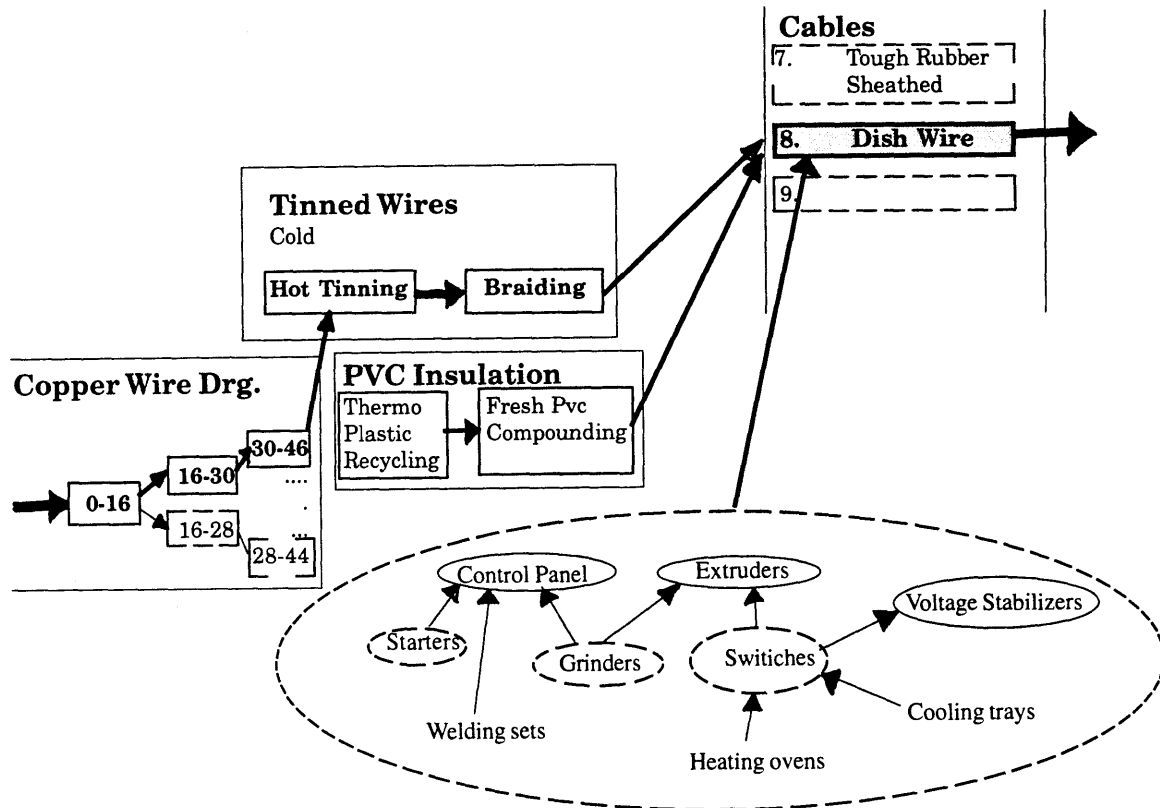 Cables
7. Tough Rubber
Sheathed
8. Dish Wire
9.
Tinned Wires
Cold
Hot Tinning
Braiding
Copper Wire Drg.
PVC Insulation
Thermo
Plastic
Recycling
Fresh Pvc
Compounding
30-46
....
16-30
0-16
.
16-28
...
28-44
Control Panel
Extruders
Voltage Stabilizers
Starters
Grinders
Switiches
Welding sets
Cooling trays
Heating ovens